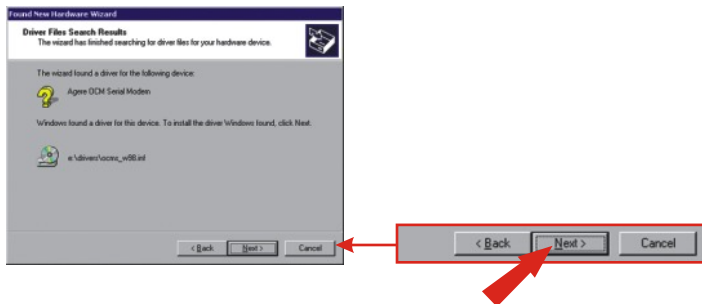 Found New Hardware Wizard
Driver Files Search Results
The wizard has finished searching for driver files for your hardware device.
The wizard found a driver for the following device:
Agere OCM Serial Modem
Windows found a driver for this device. To install the driver Windows found, click Next.
e:\drivers\ocms_w98.inf
< Back Next > Cancel
< Back Next > Cancel